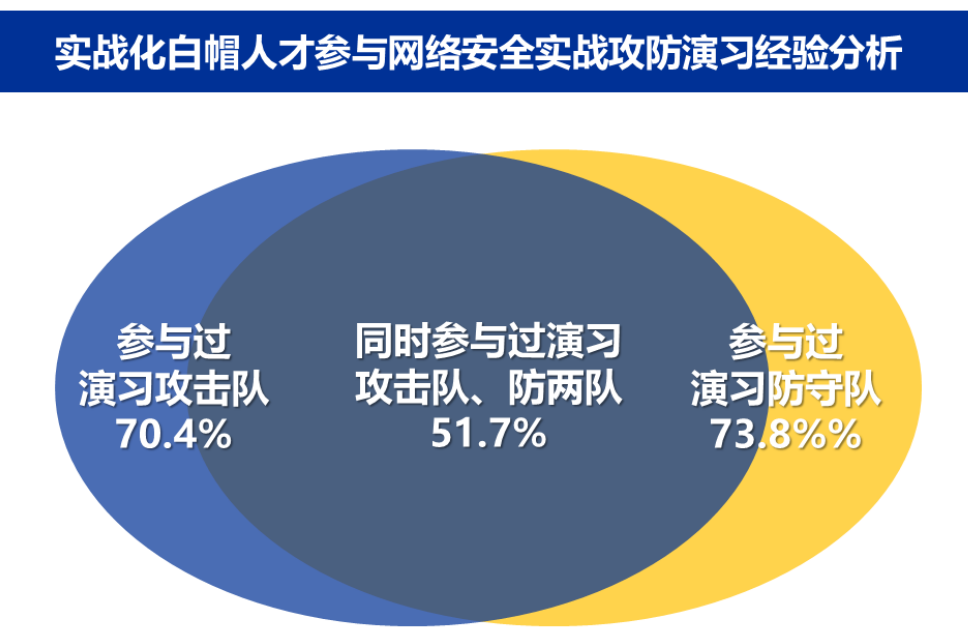 实战化白帽人才参与网络安全实战攻防演习经验分析
参与过
演习攻击队
70.4%
同时参与过演习
攻击队、防两队
51.7%
参与过
演习防守队
73.8%%